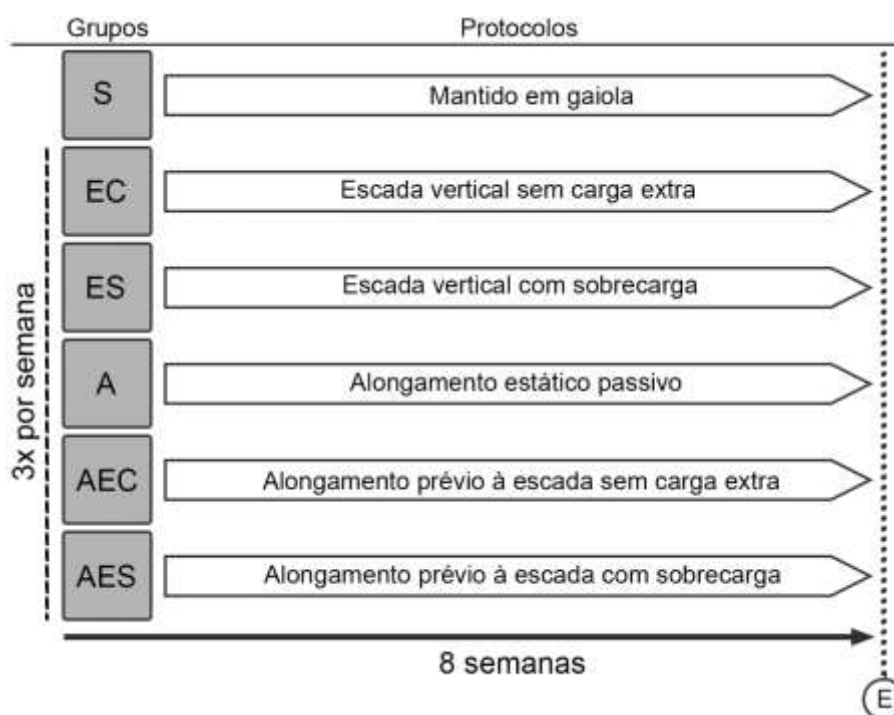 Grupos Protocolos
S Mantido em gaiola
EC Escada vertical sem carga extra
ES Escada vertical com sobrecarga
A Alongamento estático passivo
AEC Alongamento prévio à escada sem carga extra
AES Alongamento prévio à escada com sobrecarga
3x por semana
8 semanas
E